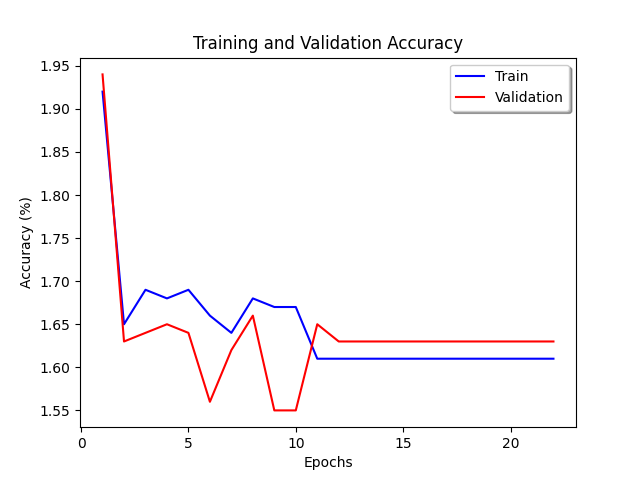 Training and Validation Accuracy
Train
Validation
Accuracy (%)
1.95
1.90
1.85
1.80
1.75
1.70
1.65
1.60
1.55
0 5 10 15 20
Epochs